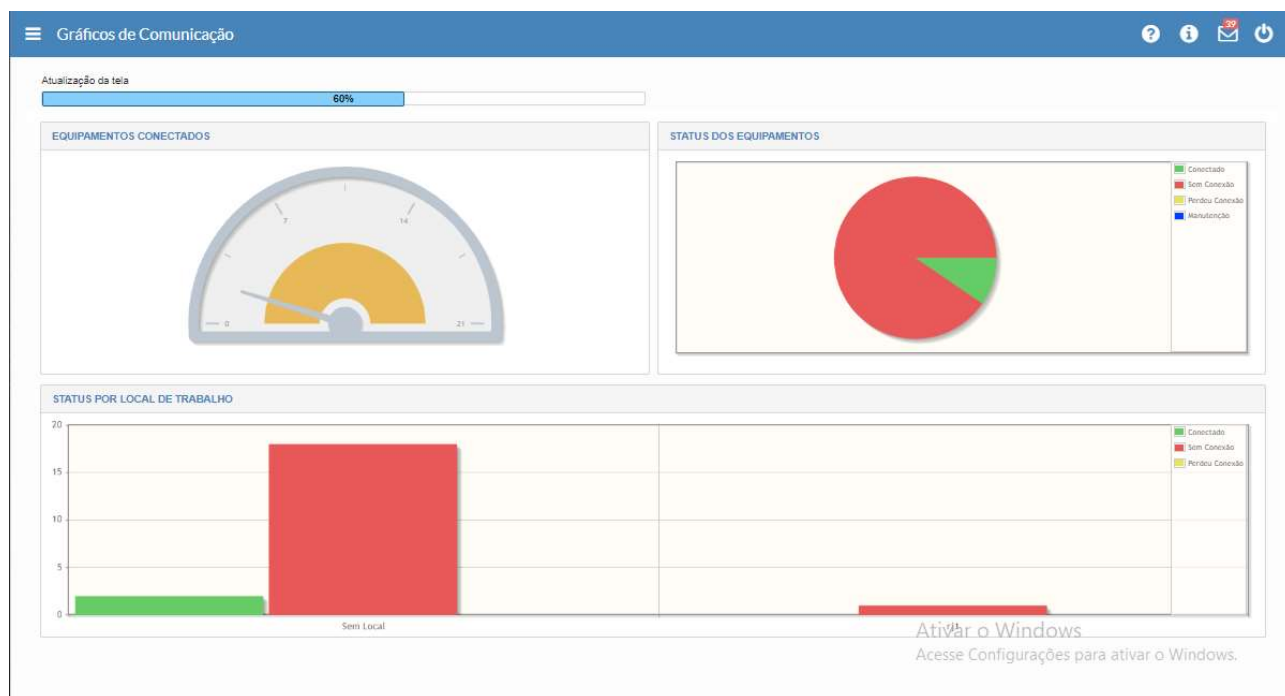 Gráficos de Comunicação
39
Atualização da tela
60%
EQUIPAMENTOS CONECTADOS
7
14
0
21
STATUS DOS EQUIPAMENTOS
Conectado
Sem Conexão
Perdeu Conexão
Manutenção
STATUS POR LOCAL DE TRABALHO
20
15
10
5
0
Conectado
Sem Conexão
Perdeu Conexão
Sem Local
Ativar o Windows
Acesse Configurações para ativar o Windows.